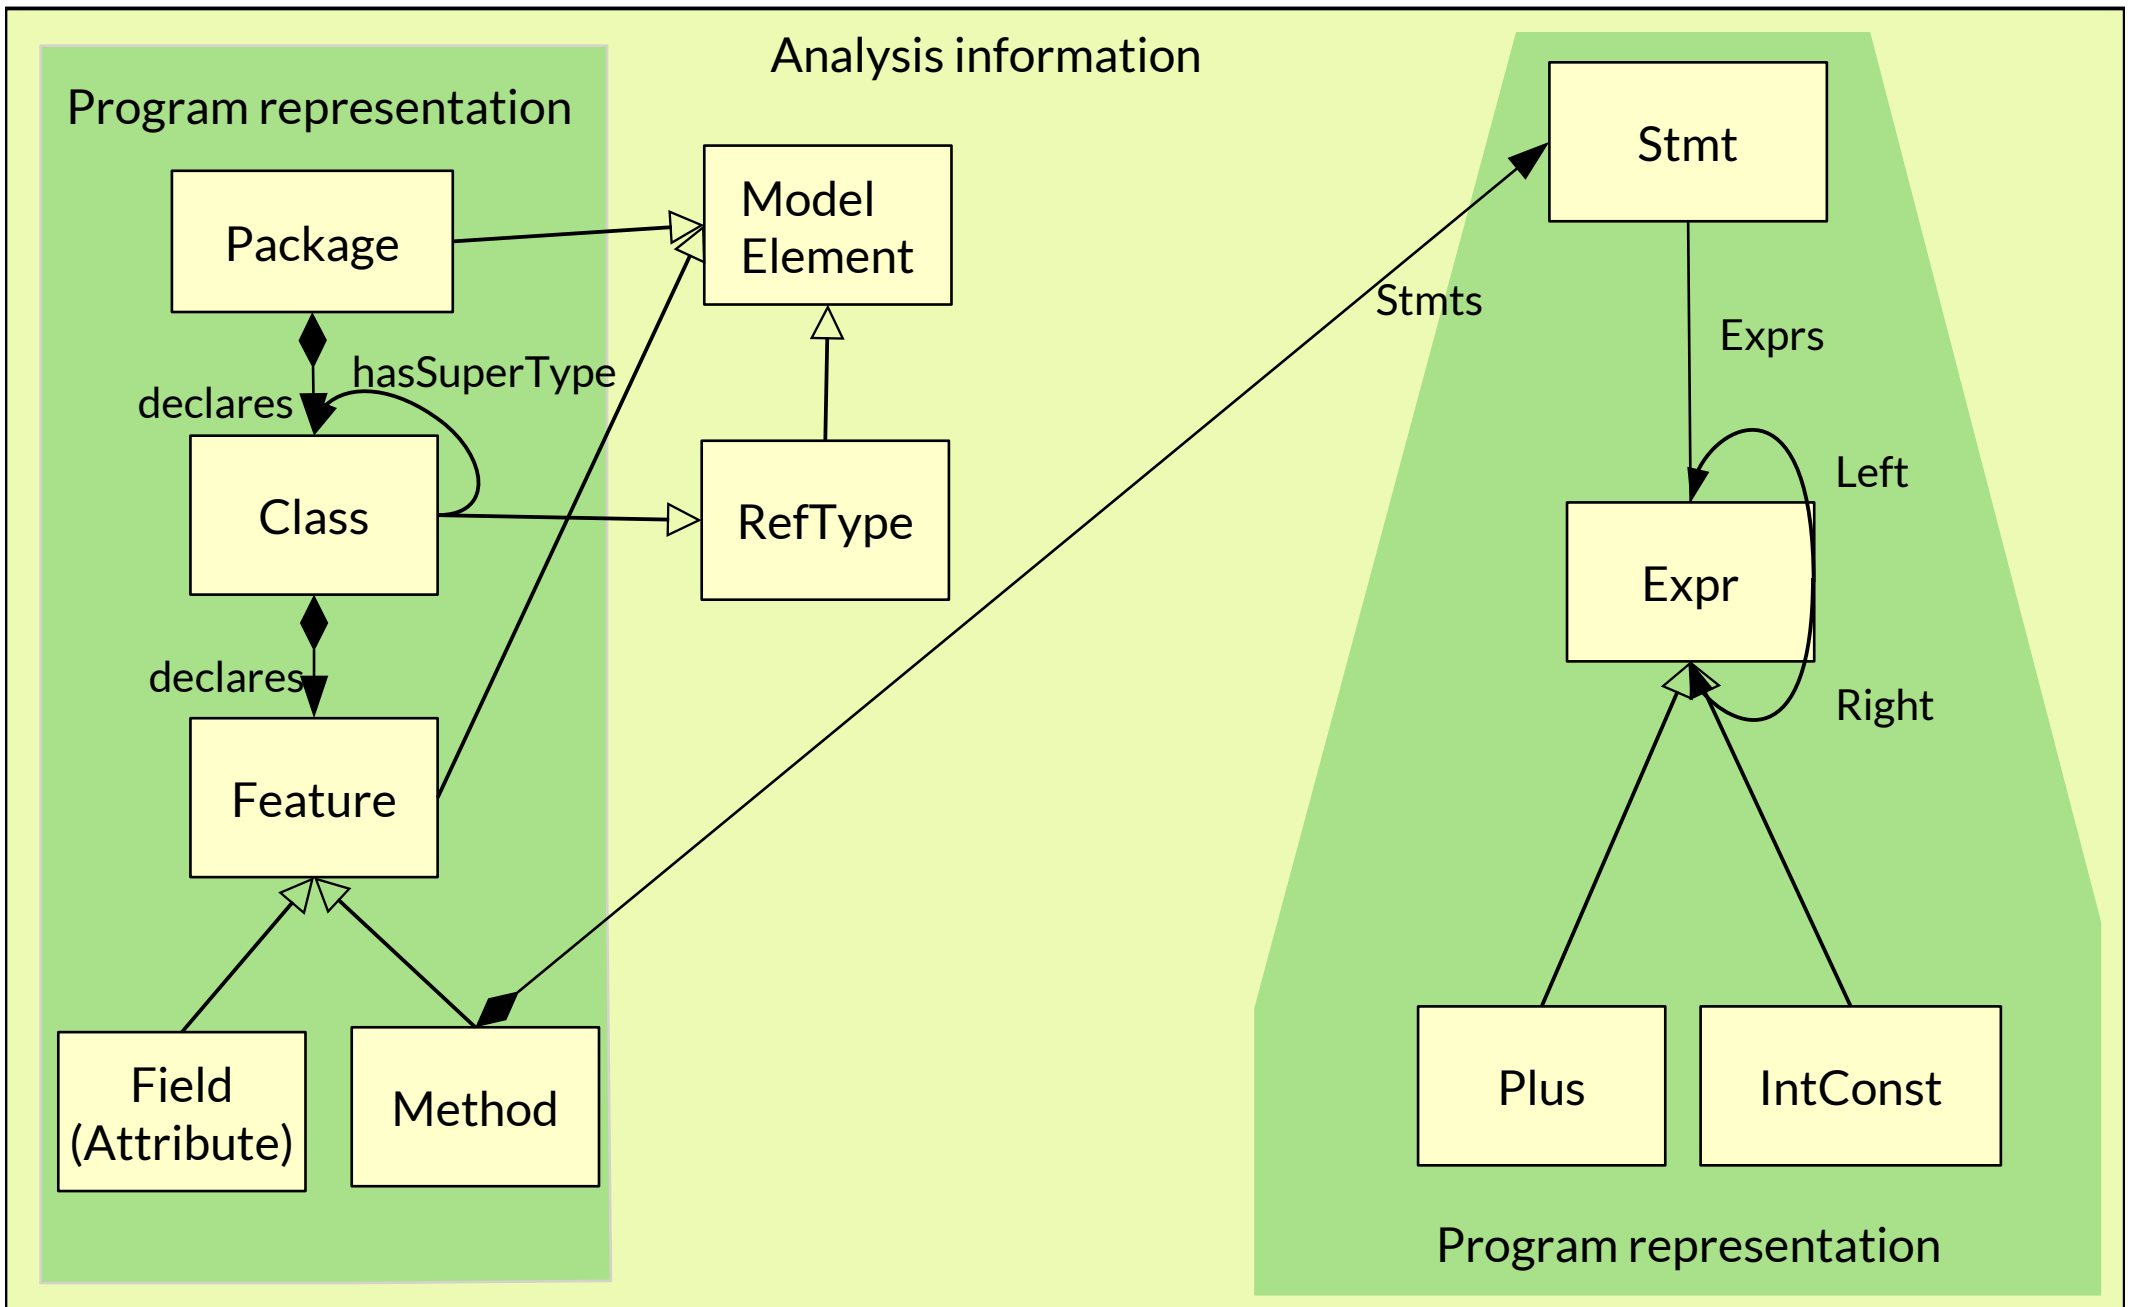 Analysis information
Program representation
Package
Model
Element
hasSuperType
declares
Class
RefType
declares
Feature
Field
(Attribute)
Method
Stmt
Stmts
Exprs
Left
Expr
Right
Plus
IntConst
Program representation